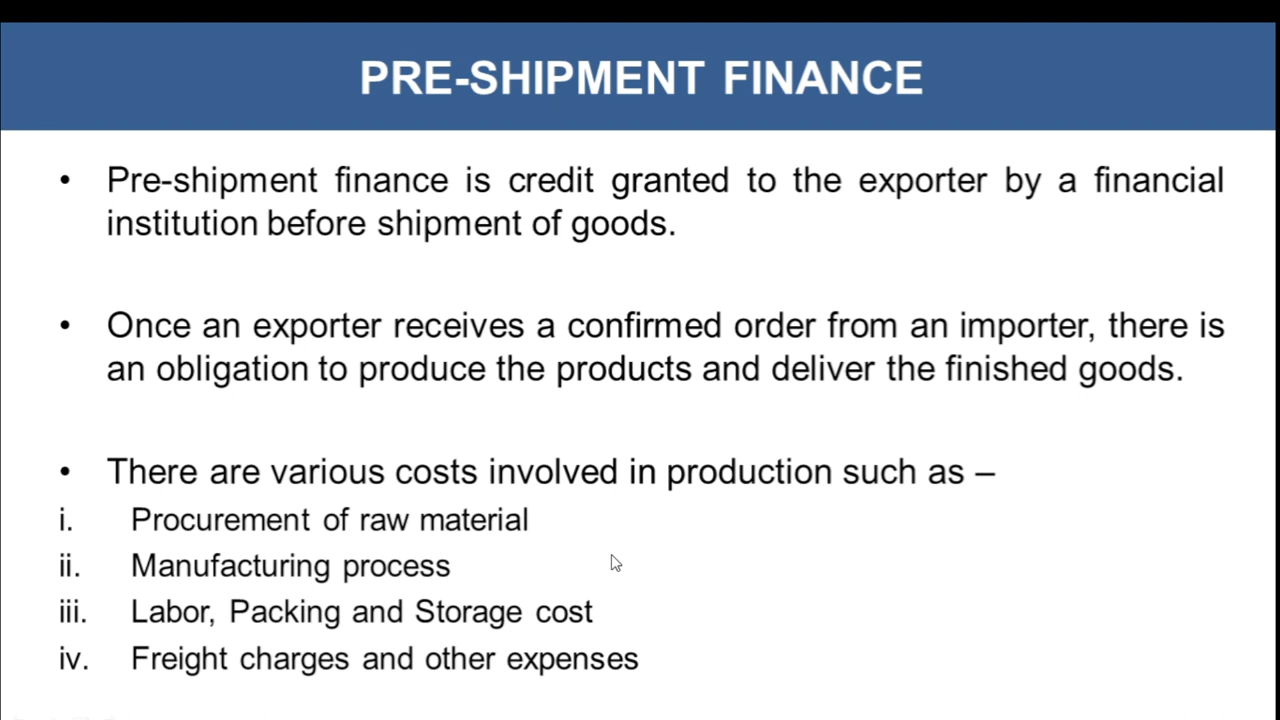 PRE-SHIPMENT FINANCE
• Pre-shipment finance is credit granted to the exporter by a financial
institution before shipment of goods.
• Once an exporter receives a confirmed order from an importer, there is
an obligation to produce the products and deliver the finished goods.
• There are various costs involved in production such as –
i. Procurement of raw material
ii. Manufacturing process
iii. Labor, Packing and Storage cost
iv. Freight charges and other expenses